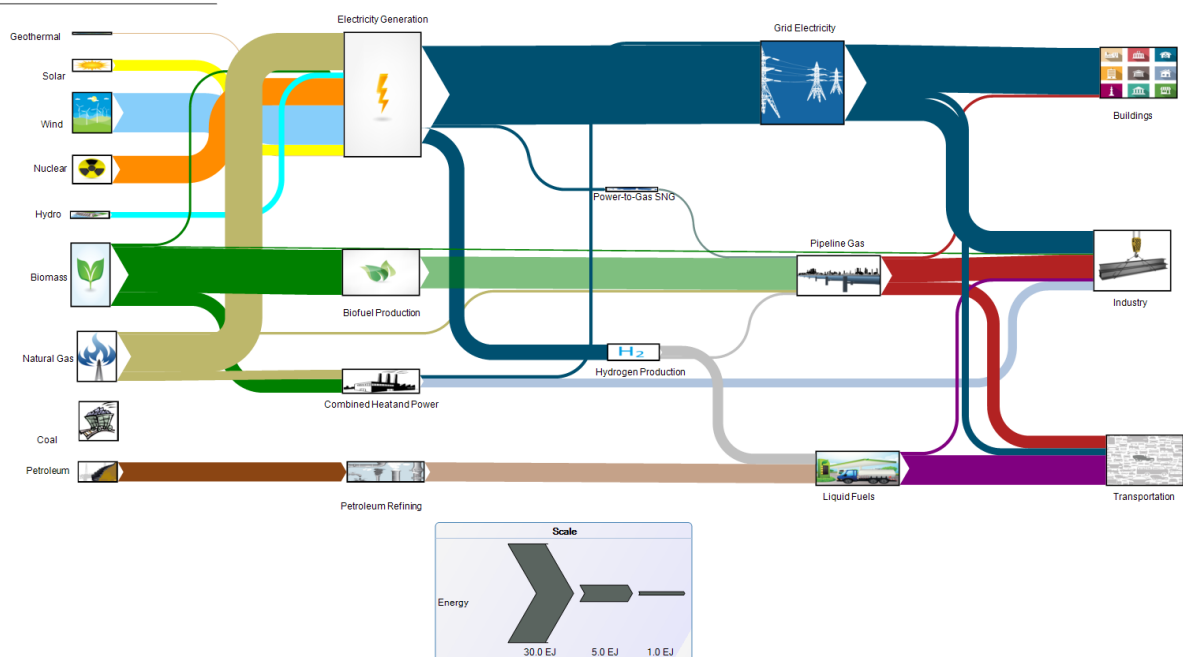 Electricity Generation
Grid Electricity
Geothermal
Solar
Wind
Buildings
Nuclear
Power-to-Gas SNG
Hydro
Pipeline Gas
Biomass
Industry
Biofuel Production
Natural Gas
H₂
Hydrogen Production
Combined Heatand Power
Coal
Petroleum
Petroleum Refining
Liquid Fuels
Transportation
Scale
Energy
30.0 EJ 5.0 EJ 1.0 EJ